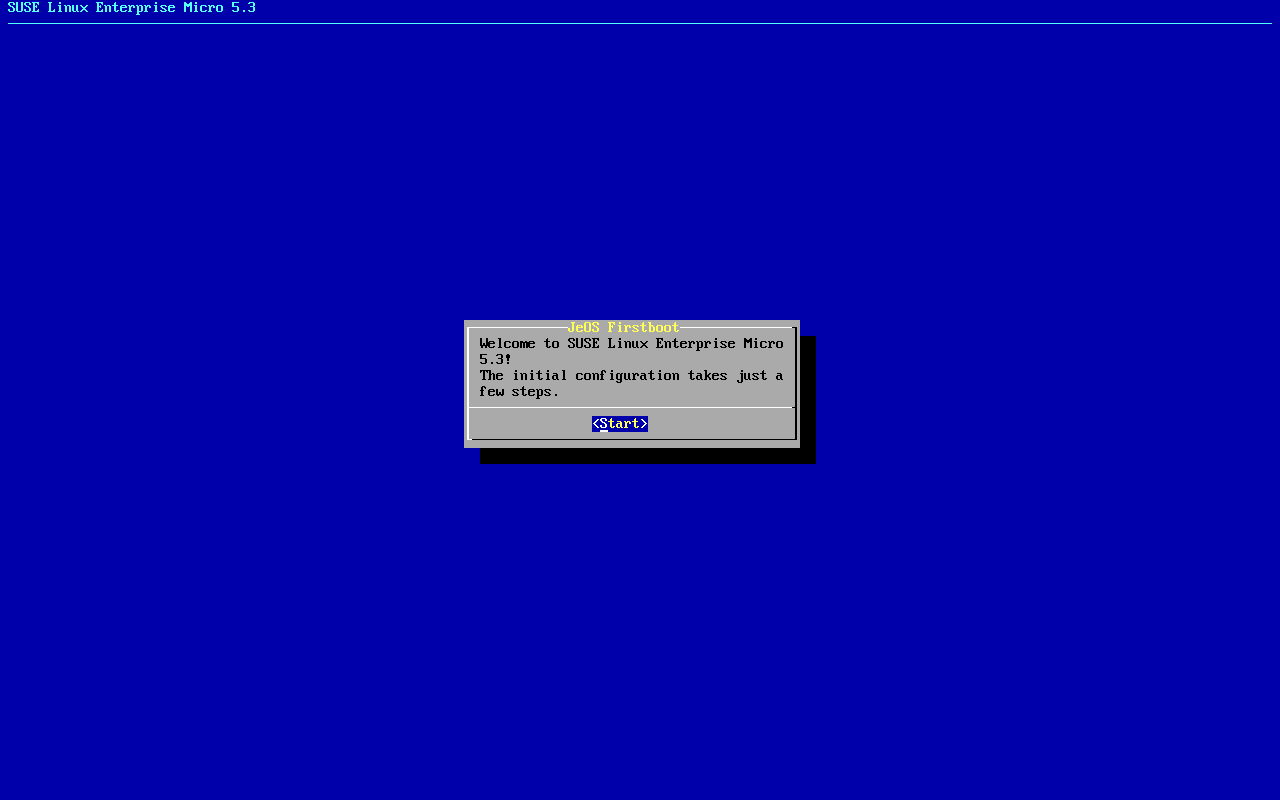 SUSE Linux Enterprise Micro 5.3
JeOS Firstboot
Welcome to SUSE Linux Enterprise Micro
5.3!
The initial configuration takes just a
few steps.
<Start>